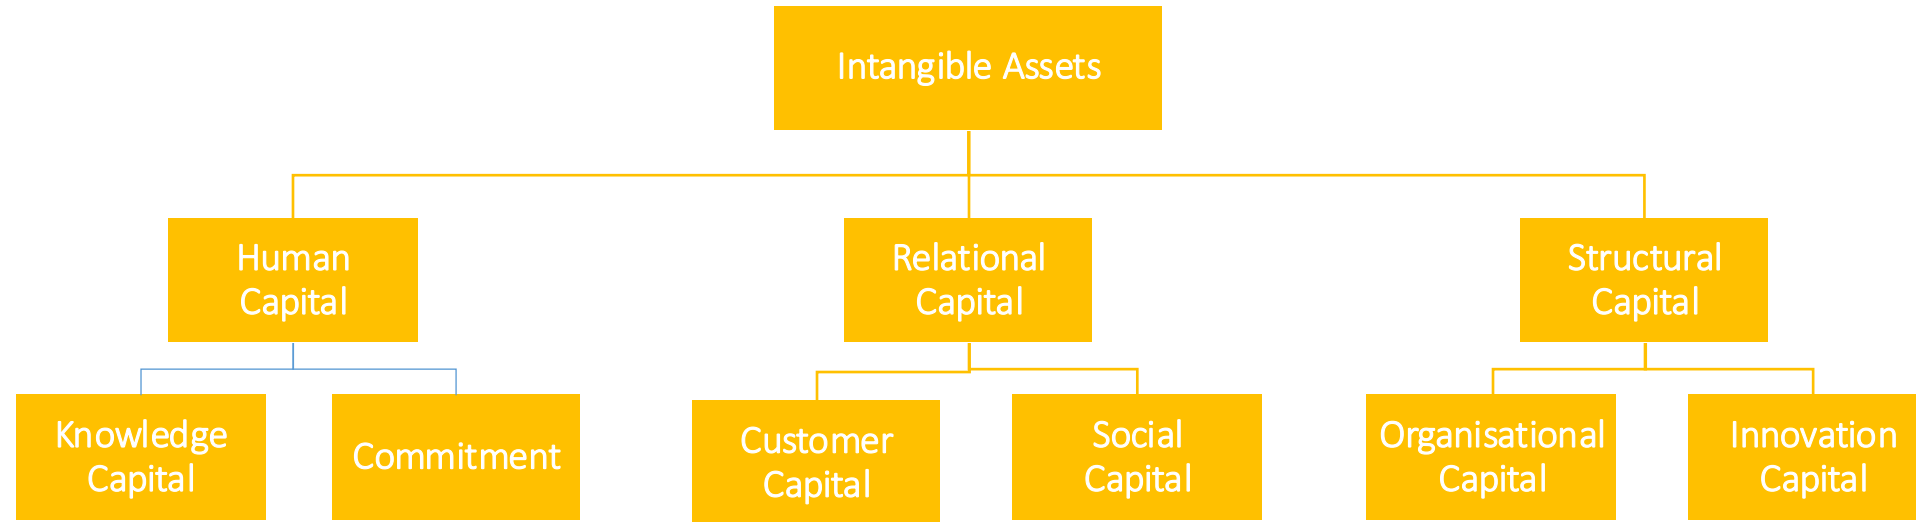 Intangible Assets
Human
Capital
Relational
Capital
Structural
Capital
Knowledge
Capital
Commitment
Customer
Capital
Social
Capital
Organisational
Capital
Innovation
Capital